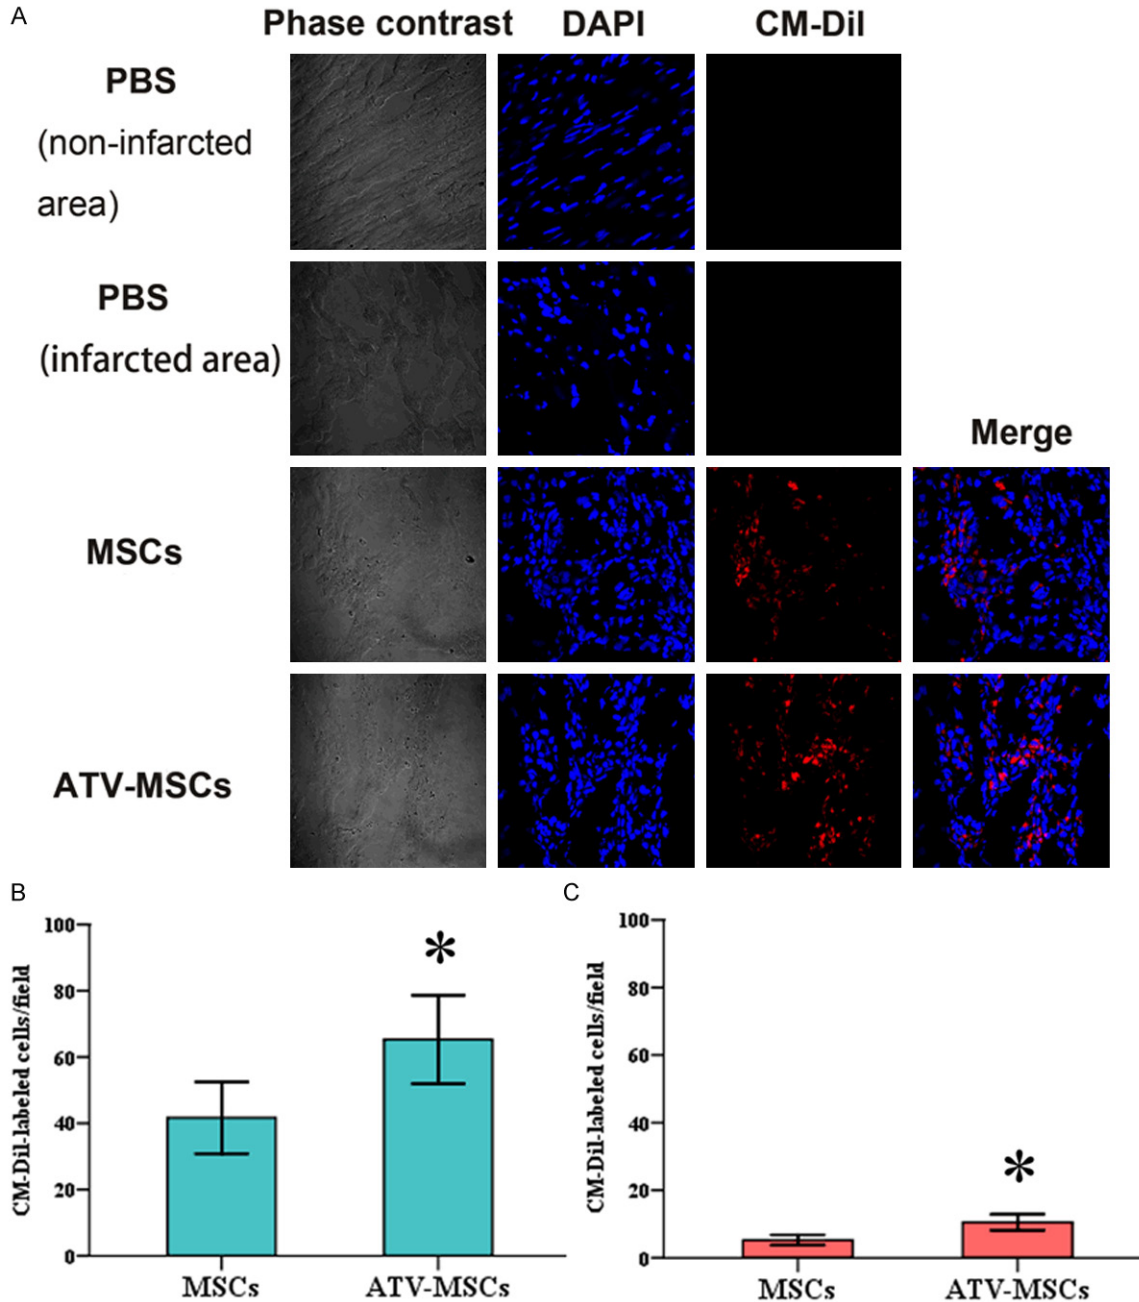 A
Phase contrast DAPI CM-Dil
PBS
(non-infarcted
area)
PBS
(infarcted area)
Merge
MSCs
ATV-MSCs
B
CM-Dil-labeled cells/field
100
80
60
40
20
0
*
MSCs ATV-MSCs
C
CM-Dil-labeled cells/field
100
80
60
40
20
0
*
MSCs ATV-MSCs